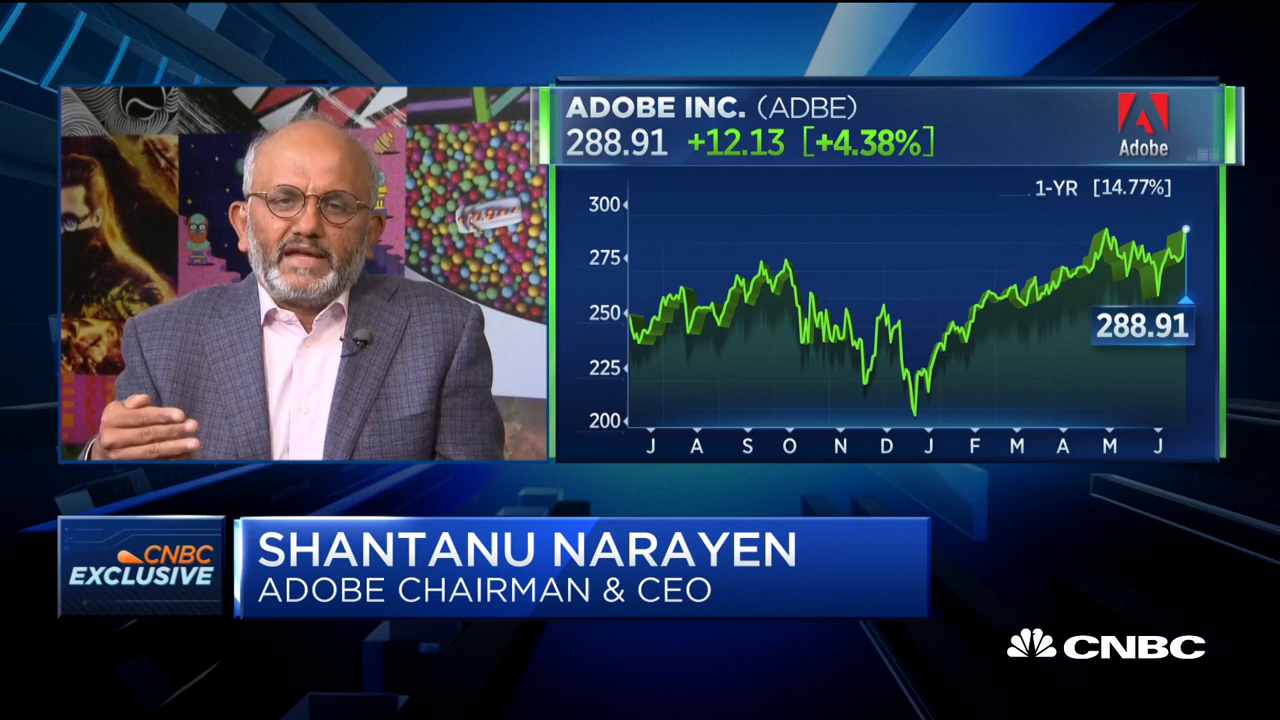 ADOBE INC. (ADBE)
288.91 +12.13 [+4.38%]
Adobe
1-YR [14.77%]
300
275
250
225
200
288.91
J A S O N D J F M A M J
CNBC
EXCLUSIVE
SHANTANU NARAYEN
ADOBE CHAIRMAN & CEO
CNBC